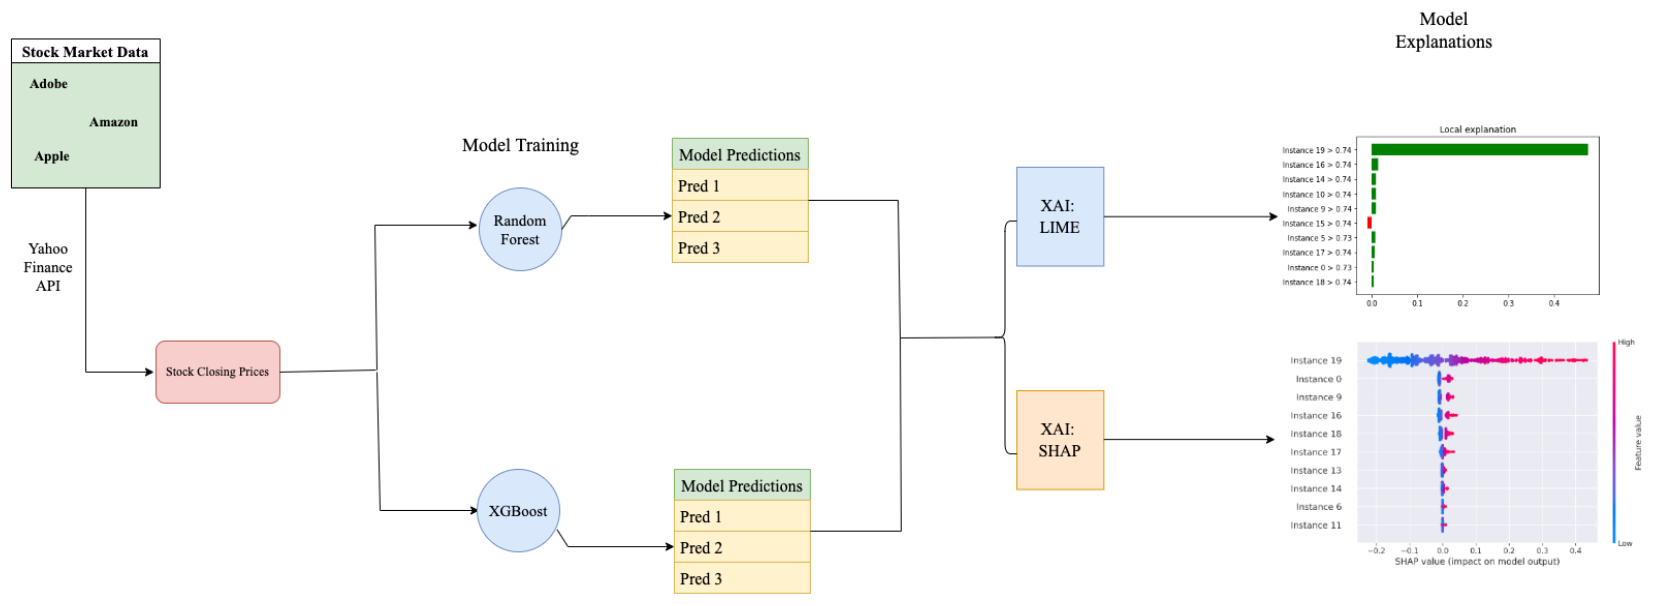 Stock Market Data
Adobe
Amazon
Apple
Yahoo
Finance
API
Stock Closing Prices
Model Training
Random
Forest
XGBoost
Model Predictions
Pred 1
Pred 2
Pred 3
Model Predictions
Pred 1
Pred 2
Pred 3
XAI:
LIME
XAI:
SHAP
Model
Explanations
Local explanation
Instance 19 > 0.74
Instance 16 > 0.74
Instance 14 > 0.74
Instance 10 > 0.74
Instance 9 > 0.74
Instance 15 > 0.74
Instance 5 > 0.73
Instance 17 > 0.74
Instance 0 > 0.73
Instance 18 > 0.74
0.0 0.1 0.2 0.3 0.4
Instance 19
Instance 0
Instance 9
Instance 16
Instance 18
Instance 17
Instance 13
Instance 14
Instance 6
Instance 11
−0.2 −0.1 0.0 0.1 0.2 0.3 0.4
SHAP value (impact on model output)
High
Feature value
Low